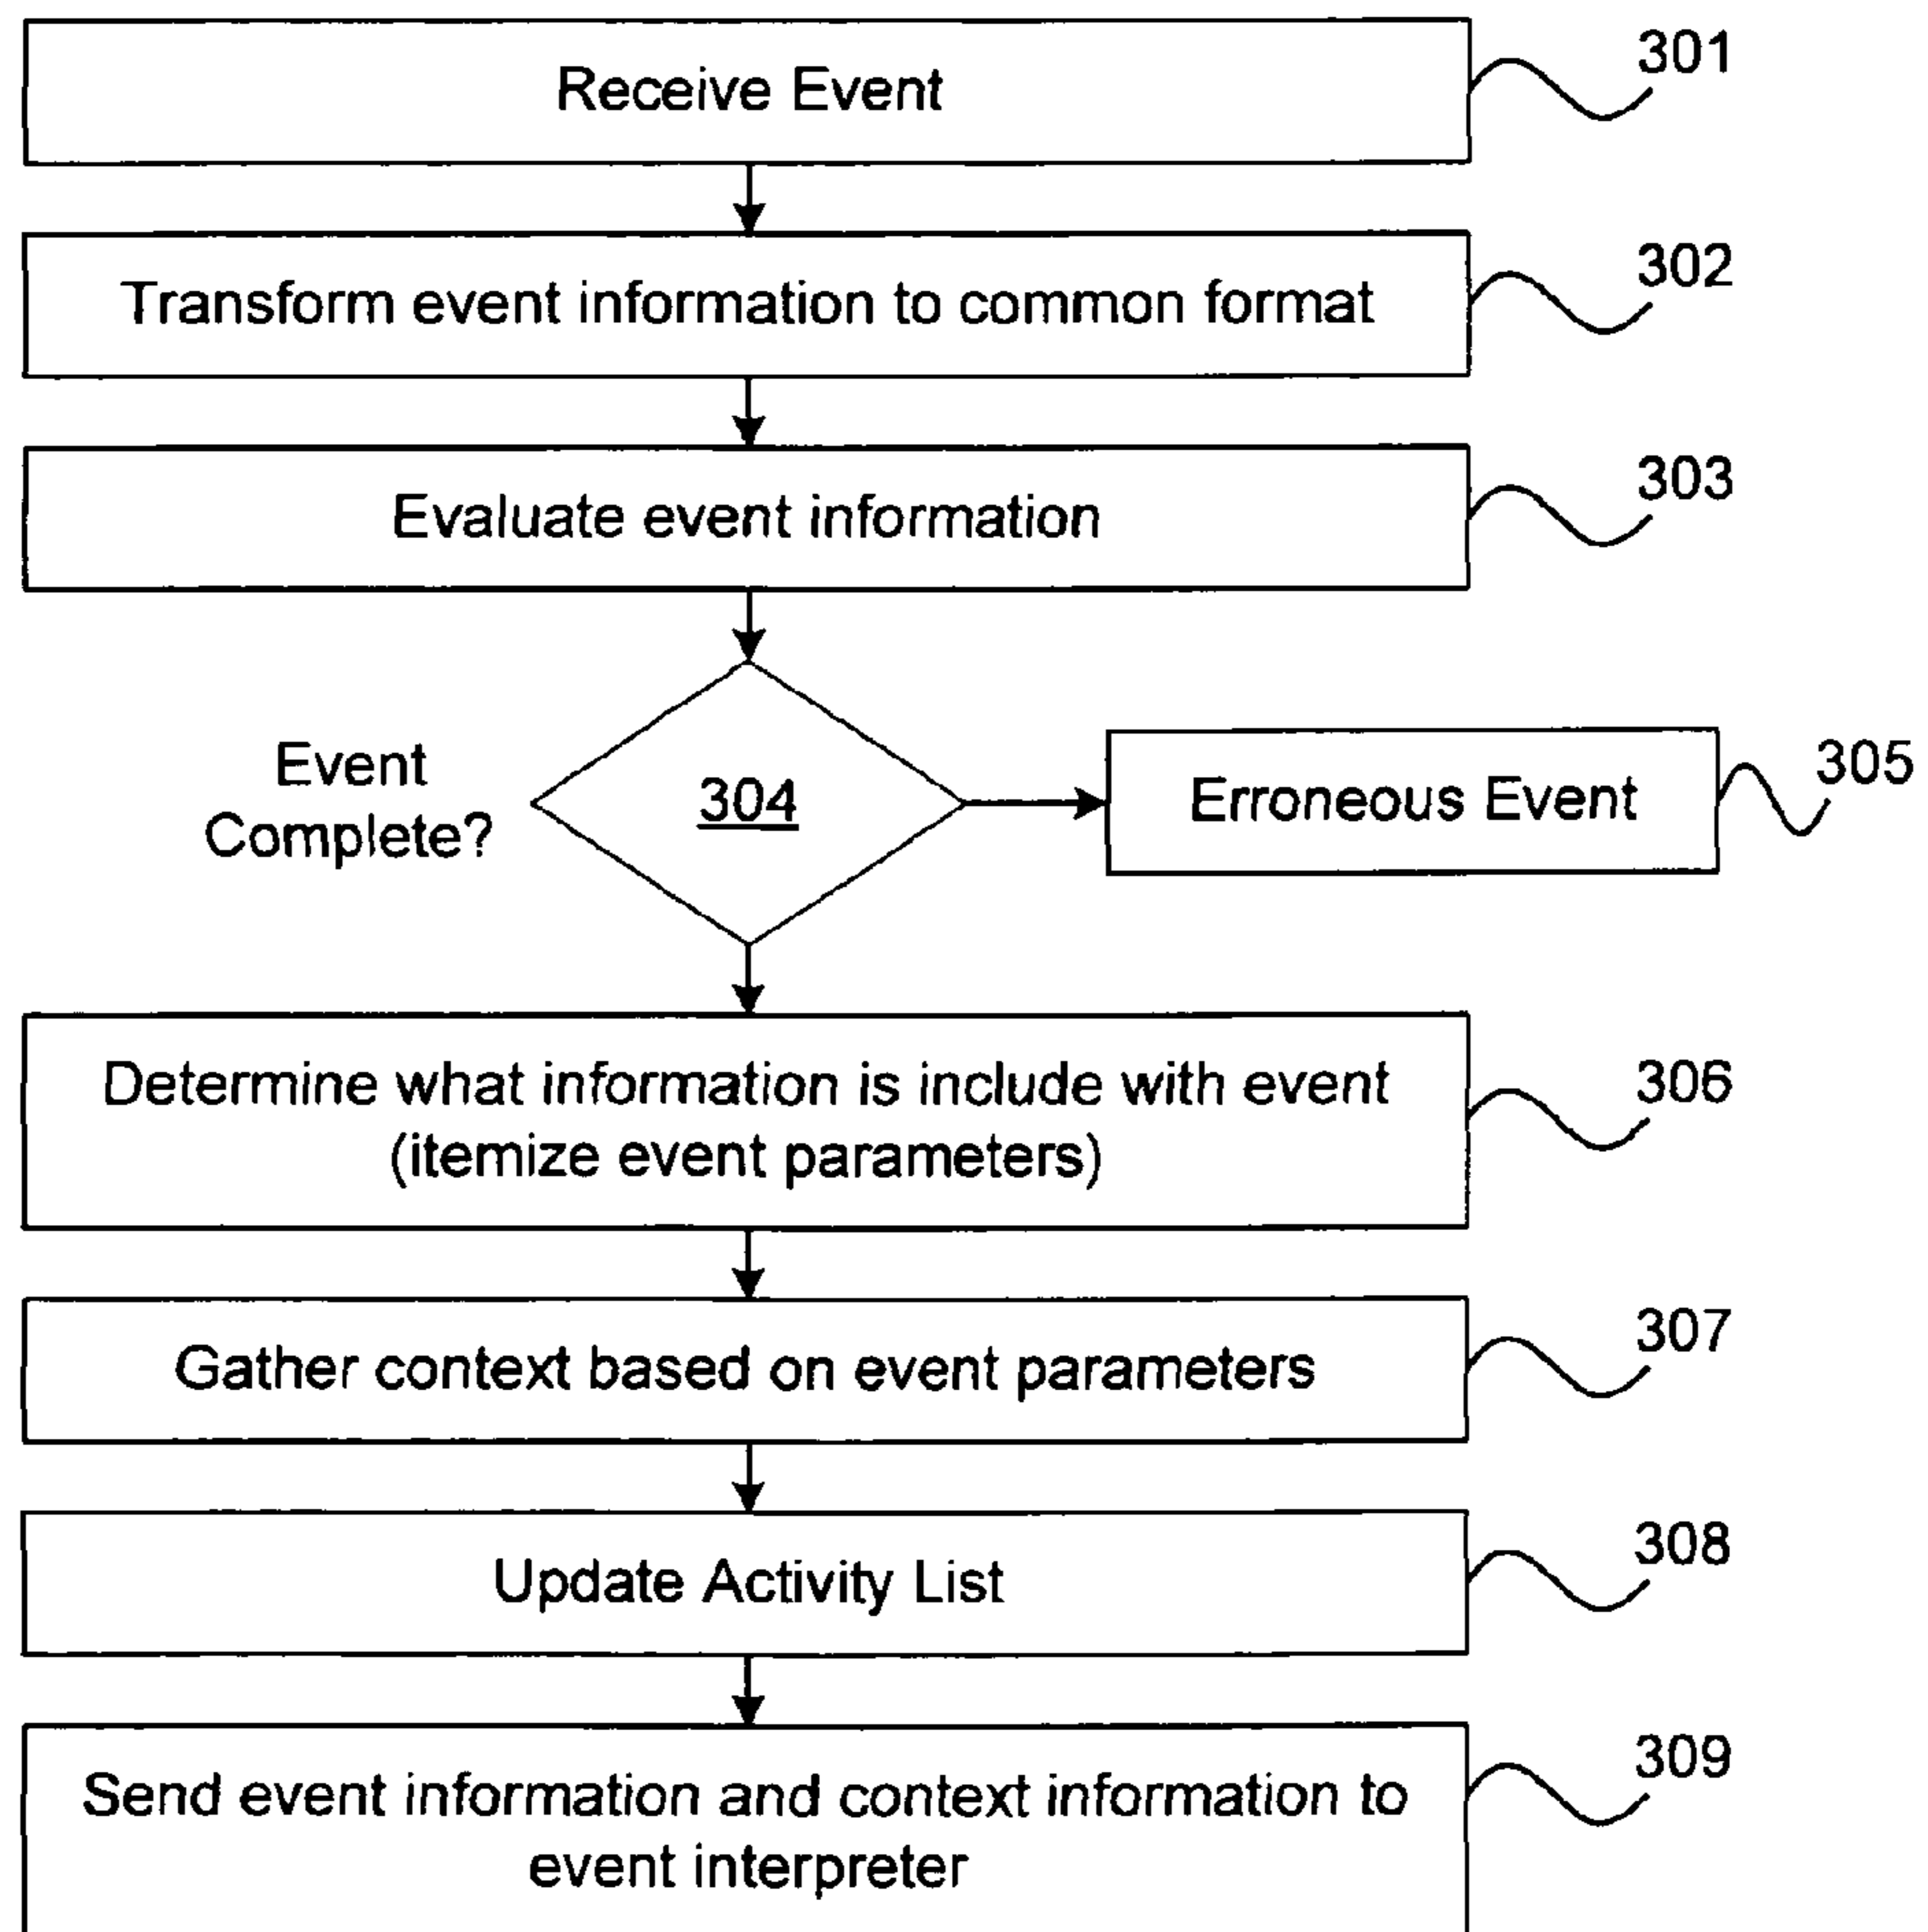 Receive Event
301
Transform event information to common format
302
Evaluate event information
303
Event
Complete?
304
Erroneous Event
305
Determine what information is include with event
(itemize event parameters)
306
Gather context based on event parameters
307
Update Activity List
308
Send event information and context information to
event interpreter
309